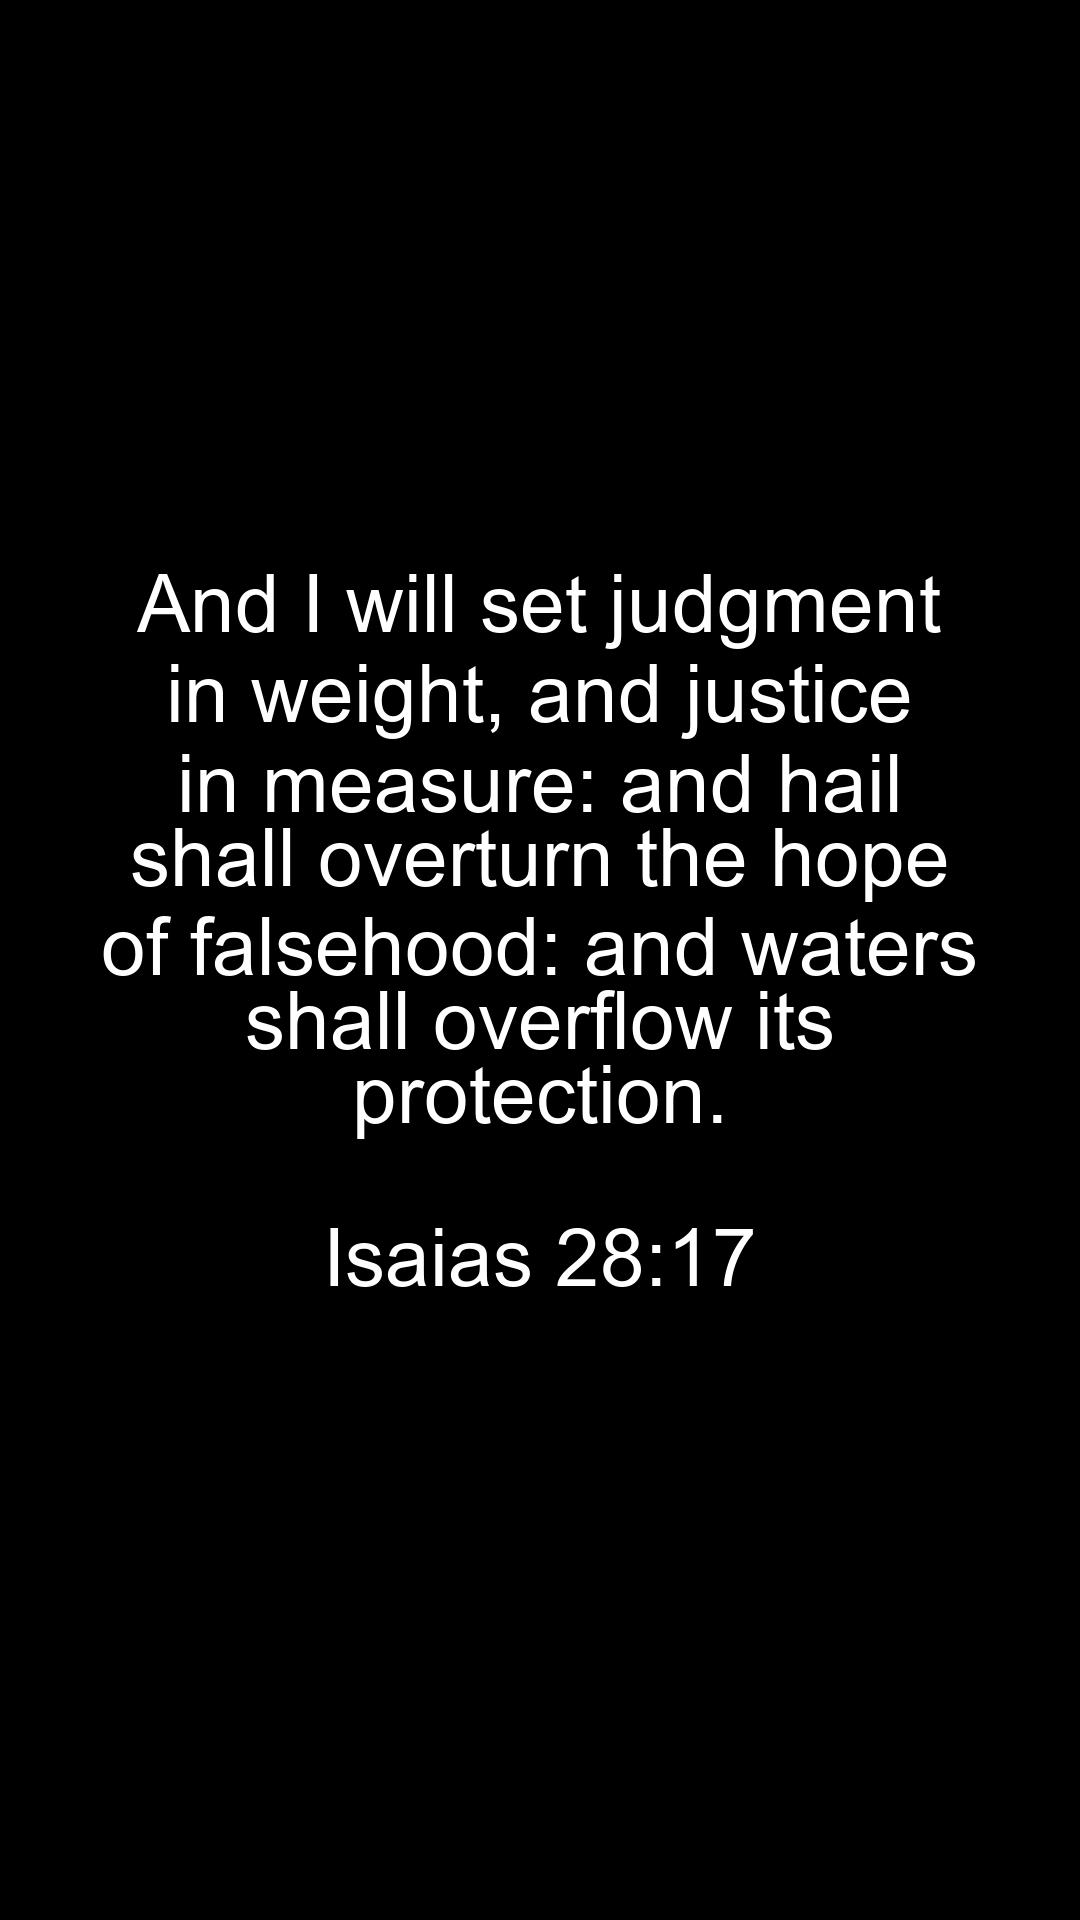 And I will set judgment
in weight, and justice
in measure: and hail
shall overturn the hope
of falsehood: and waters
shall overflow its
protection.
Isaias 28:17